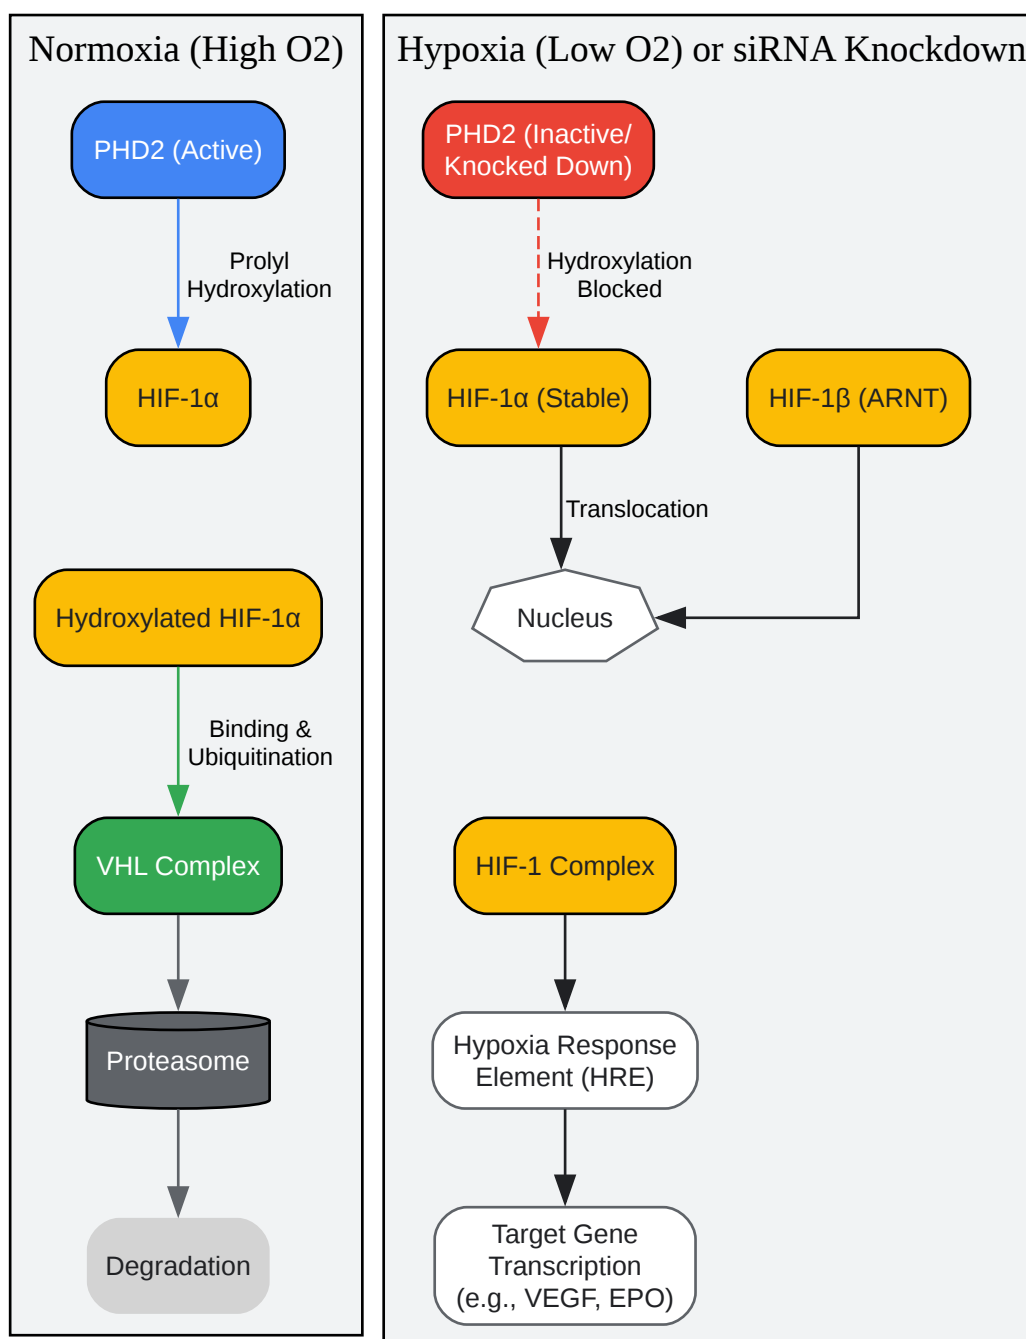 Normoxia (High O2)
PHD2 (Active)
Prolyl
Hydroxylation
HIF-1α
Hydroxylated HIF-1α
Binding &
Ubiquitination
VHL Complex
Proteasome
Degradation
Hypoxia (Low O2) or siRNA Knockdown
PHD2 (Inactive/
Knocked Down)
Hydroxylation
Blocked
HIF-1α (Stable)
HIF-1β (ARNT)
Translocation
Nucleus
HIF-1 Complex
Hypoxia Response
Element (HRE)
Target Gene
Transcription
(e.g., VEGF, EPO)